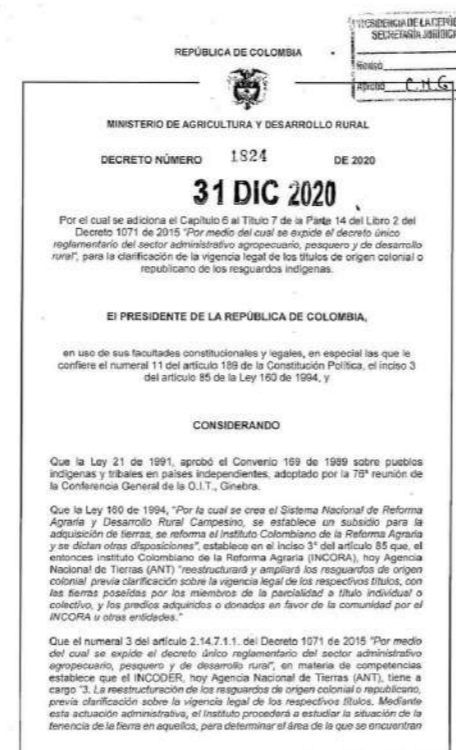 SECRETARÍA JURÍDICA
REPÚBLICA DE COLOMBIA
Revisó
Aprobó C.H.G
MINISTERIO DE AGRICULTURA Y DESARROLLO RURAL
DECRETO NÚMERO 1824 DE 2020
31 DIC 2020
Por el cual se adiciona el Capítulo 6 al Título 7 de la Parte 14 del Libro 2 del
Decreto 1071 de 2015 "Por medio del cual se expide el decreto único
reglamentario del sector administrativo agropecuario, pesquero y de desarrollo
rural", para la clarificación de la vigencia legal de los títulos de origen colonial o
republicano de los resguardos indígenas.
El PRESIDENTE DE LA REPÚBLICA DE COLOMBIA,
en uso de sus facultades constitucionales y legales, en especial las que le
confiere el numeral 11 del artículo 189 de la Constitución Política, el inciso 3
del artículo 85 de la Ley 160 de 1994, y
CONSIDERANDO
Que la Ley 21 de 1991, aprobó el Convenio 169 de 1989 sobre pueblos
indígenas y tribales en países independientes, adoptado por la 76ª reunión de
la Conferencia General de la O.I.T., Ginebra.
Que la Ley 160 de 1994, "Por la cual se crea el Sistema Nacional de Reforma
Agraria y Desarrollo Rural Campesino, se establece un subsidio para la
adquisición de tierras, se reforma el Instituto Colombiano de la Reforma Agraria
y se dictan otras disposiciones", establece en el inciso 3° del artículo 85 que, el
entonces Instituto Colombiano de la Reforma Agraria (INCORA), hoy Agencia
Nacional de Tierras (ANT) "reestructurará y ampliará los resguardos de origen
colonial previa clarificación sobre la vigencia legal de los respectivos títulos, con
las tierras poseídas por los miembros de la parcialidad a título individual o
colectivo, y los predios adquiridos o donados en favor de la comunidad por el
INCORA u otras entidades."
Que el numeral 3 del artículo 2.14.7.1.1. del Decreto 1071 de 2015 "Por medio
del cual se expide el decreto único reglamentario del sector administrativo
agropecuario, pesquero y de desarrollo rural", en materia de competencias
establece que el INCODER, hoy Agencia Nacional de Tierras (ANT), tiene a
cargo "3. La reestructuración de los resguardos de origen colonial o republicano,
previa clarificación sobre la vigencia legal de los respectivos títulos. Mediante
esta actuación administrativa, el Instituto procederá a estudiar la situación de la
tenencia de la tierra en aquellos, para determinar el área de la que se encuentran